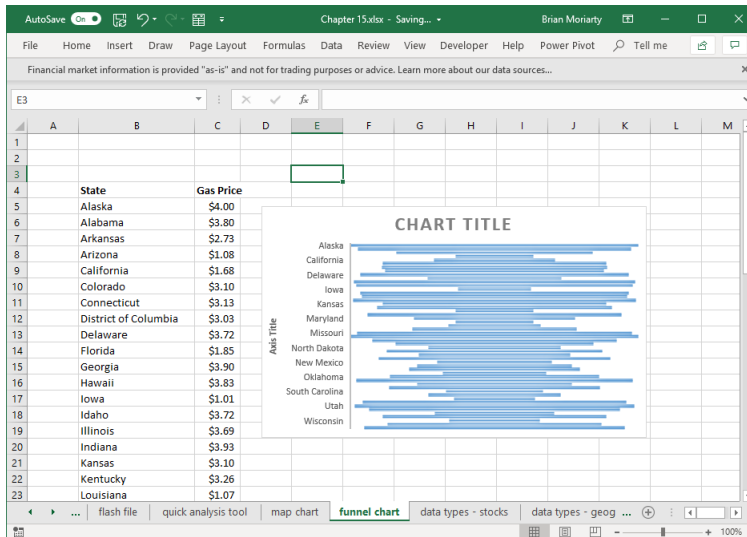 AutoSave On Chapter 15.xlsx - Saving... Brian Moriarty
File Home Insert Draw Page Layout Formulas Data Review View Developer Help Power Pivot Tell me
Financial market information is provided "as-is" and not for trading purposes or advice. Learn more about our data sources...
E3 fx
A B C D E F G H I J K L M
1
2
3
4 State Gas Price
5 Alaska $4.00
6 Alabama $3.80
7 Arkansas $2.73
8 Arizona $1.08
9 California $1.68
10 Colorado $3.10
11 Connecticut $3.13
12 District of Columbia $3.03
13 Delaware $3.72
14 Florida $1.85
15 Georgia $3.90
16 Hawaii $3.83
17 Iowa $1.01
18 Idaho $3.72
19 Illinois $3.69
20 Indiana $3.93
21 Kansas $3.10
22 Kentucky $3.26
23 Louisiana $1.07
CHART TITLE
Axis Title
Alaska
California
Delaware
Iowa
Kansas
Maryland
Missouri
North Dakota
New Mexico
Oklahoma
South Carolina
Utah
Wisconsin
... flash file quick analysis tool map chart funnel chart data types - stocks data types - geog ...
100%